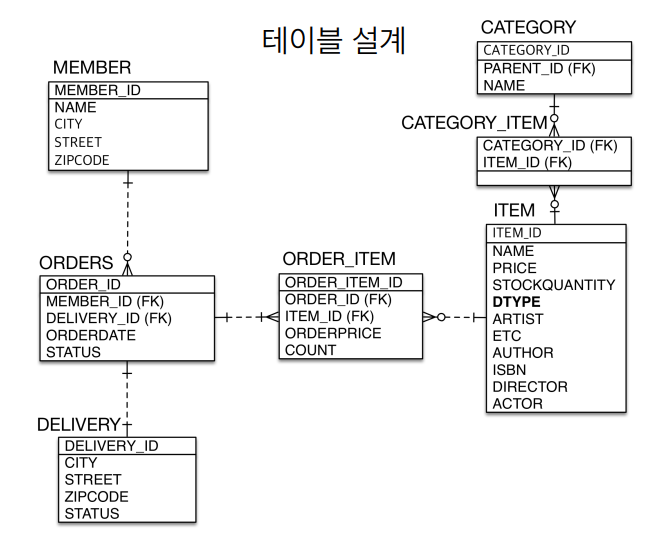 테이블 설계
MEMBER
MEMBER_ID
NAME
CITY
STREET
ZIPCODE
ORDERS
ORDER_ID
MEMBER_ID (FK)
DELIVERY_ID (FK)
ORDERDATE
STATUS
DELIVERY
DELIVERY_ID
CITY
STREET
ZIPCODE
STATUS
ORDER_ITEM
ORDER_ITEM_ID
ORDER_ID (FK)
ITEM_ID (FK)
ORDERPRICE
COUNT
CATEGORY
CATEGORY_ID
PARENT_ID (FK)
NAME
CATEGORY_ITEM
CATEGORY_ID (FK)
ITEM_ID (FK)
ITEM
ITEM_ID
NAME
PRICE
STOCKQUANTITY
DTYPE
ARTIST
ETC
AUTHOR
ISBN
DIRECTOR
ACTOR